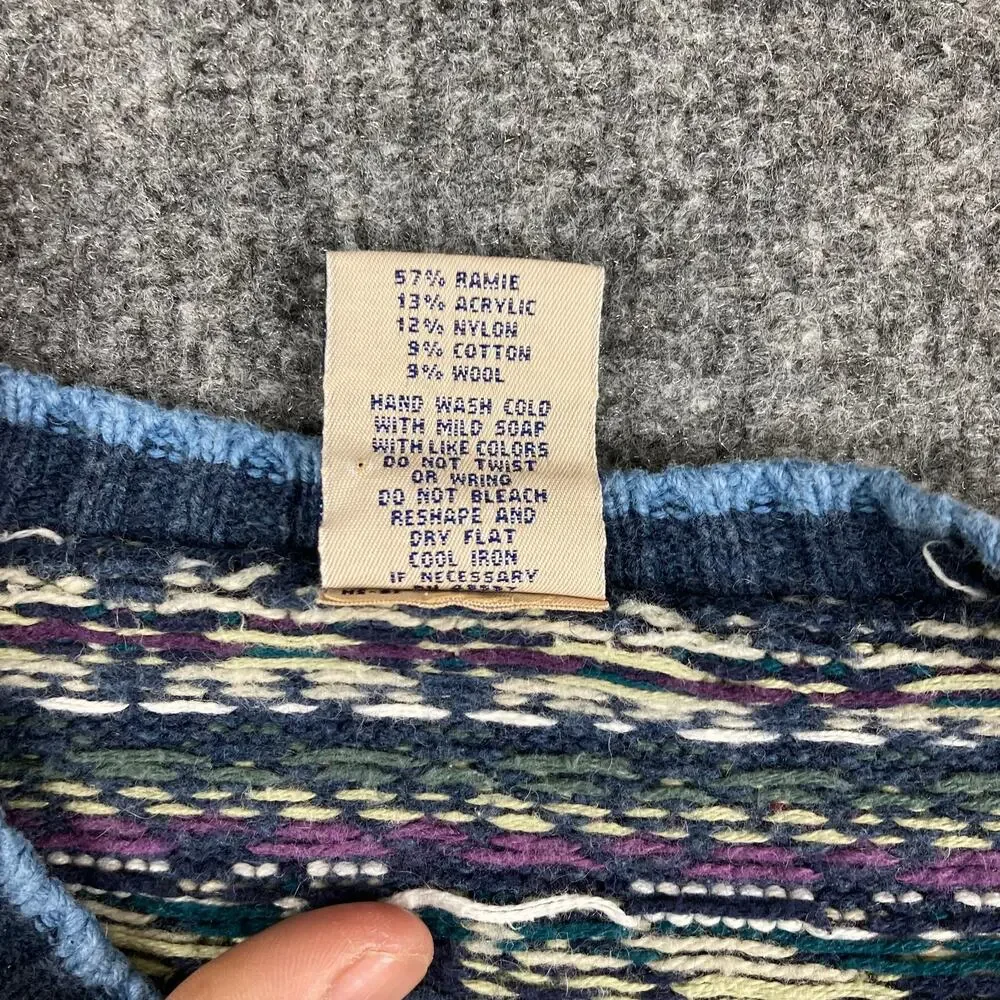 57% RAMIE
13% ACRYLIC
12% NYLON
9% COTTON
9% WOOL
HAND WASH COLD
WITH MILD SOAP
WITH LIKE COLORS
DO NOT TWIST
OR WRING
DO NOT BLEACH
RESHAPE AND
DRY FLAT
COOL IRON
IF NECESSARY